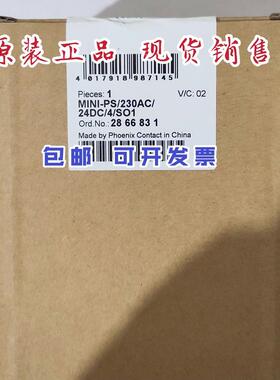 原装正品 现货销售
4 017918 987145
Pieces: 1 V/C: 02
MINI-PS/230AC/
24DC/4/SO1
Ord.No.: 28 66 83 1
Made by Phoenix Contact in China
包邮 可开发票